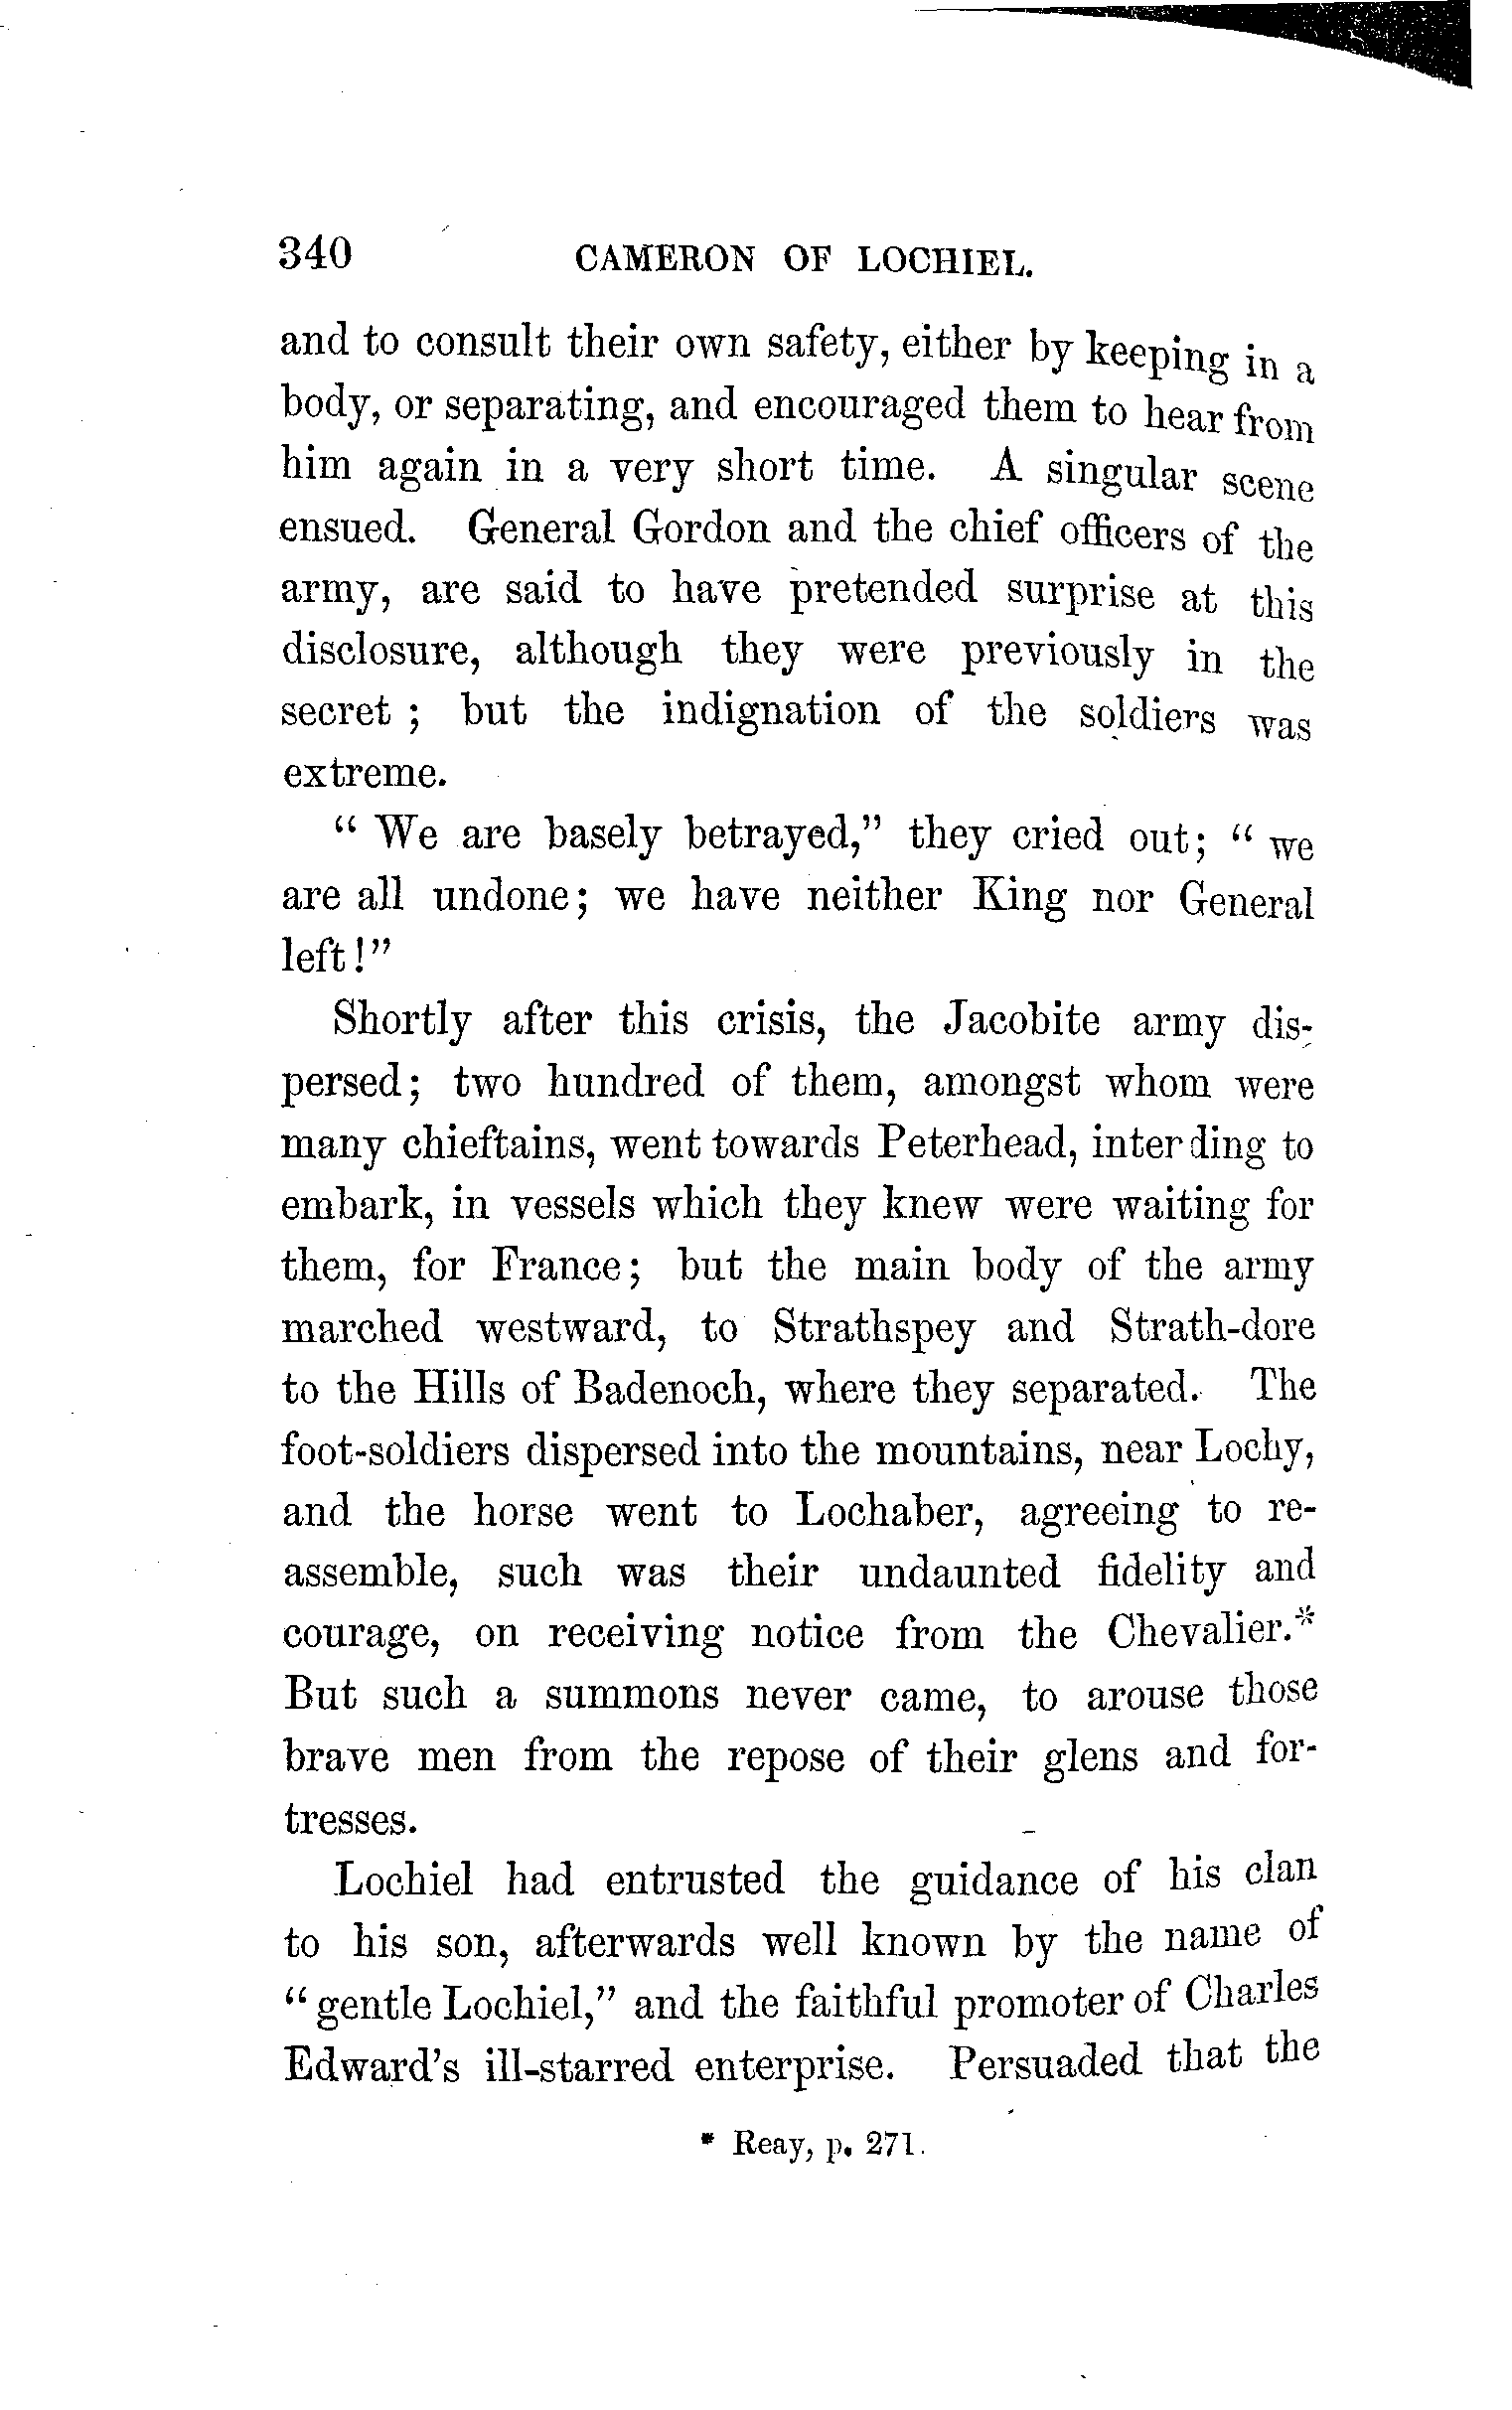 340 CAMERON OF LOCHIEL.
and to consult their own safety, either by keeping in a
body, or separating, and encouraged them to hear from
him again in a very short time. A singular scene
ensued. General Gordon and the chief officers of the
army, are said to have pretended surprise at this
disclosure, although they were previously in the
secret ; but the indignation of the soldiers was
extreme.
“ We are basely betrayed,” they cried out; “ we
are all undone; we have neither King nor General
left!”
Shortly after this crisis, the Jacobite army dis-
persed; two hundred of them, amongst whom were
many chieftains, went towards Peterhead, inter ding to
embark, in vessels which they knew were waiting for
them, for France; but the main body of the army
marched westward, to Strathspey and Strath-dore
to the Hills of Badenoch, where they separated. The
foot-soldiers dispersed into the mountains, near Lochy,
and the horse went to Lochaber, agreeing to re-
assemble, such was their undaunted fidelity and
courage, on receiving notice from the Chevalier.*
But such a summons never came, to arouse those
brave men from the repose of their glens and for-
tresses.
Lochiel had entrusted the guidance of his clan
to his son, afterwards well known by the name of
“ gentle Lochiel,” and the faithful promoter of Charles
Edward's ill-starred enterprise. Persuaded that the
* Reay, p. 271.